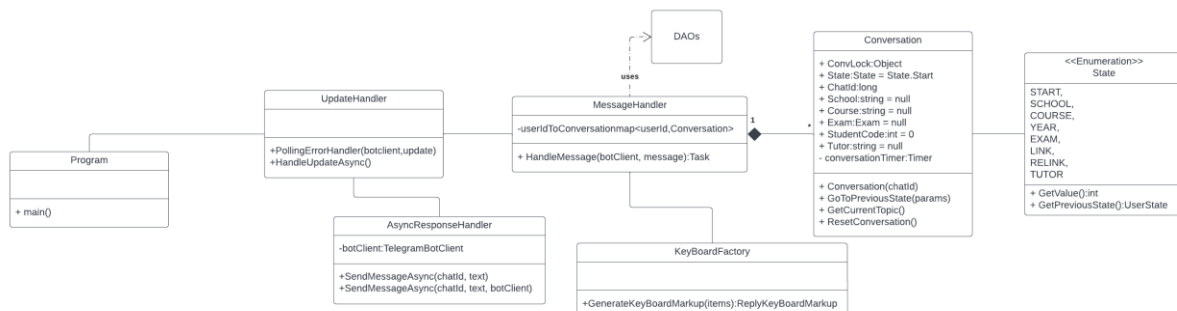 Program
+ main()
UpdateHandler
+PollingErrorHandler(botclient,update)
+HandleUpdateAsync()
AsyncResponseHandler
-botClient:TelegramBotClient
+SendMessageAsync(chatId, text)
+SendMessageAsync(chatId, text, botClient)
DAOs
uses
MessageHandler
-userIdToConversationmap<userId,Conversation>
+ HandleMessage(botClient, message):Task
1
*
KeyBoardFactory
+GenerateKeyBoardMarkup(items):ReplyKeyBoardMarkup
Conversation
+ ConvLock:Object
+ State:State = State.Start
+ ChatId:long
+ School:string = null
+ Course:string = null
+ Exam:Exam = null
+ StudentCode:int = 0
+ Tutor:string = null
- conversationTimer:Timer
+ Conversation(chatId)
+ GoToPreviousState(params)
+ GetCurrentTopic()
+ ResetConversation()
<<Enumeration>>
State
START,
SCHOOL,
COURSE,
YEAR,
EXAM,
LINK,
RELINK,
TUTOR
+ GetValue():int
+ GetPreviousState():UserState